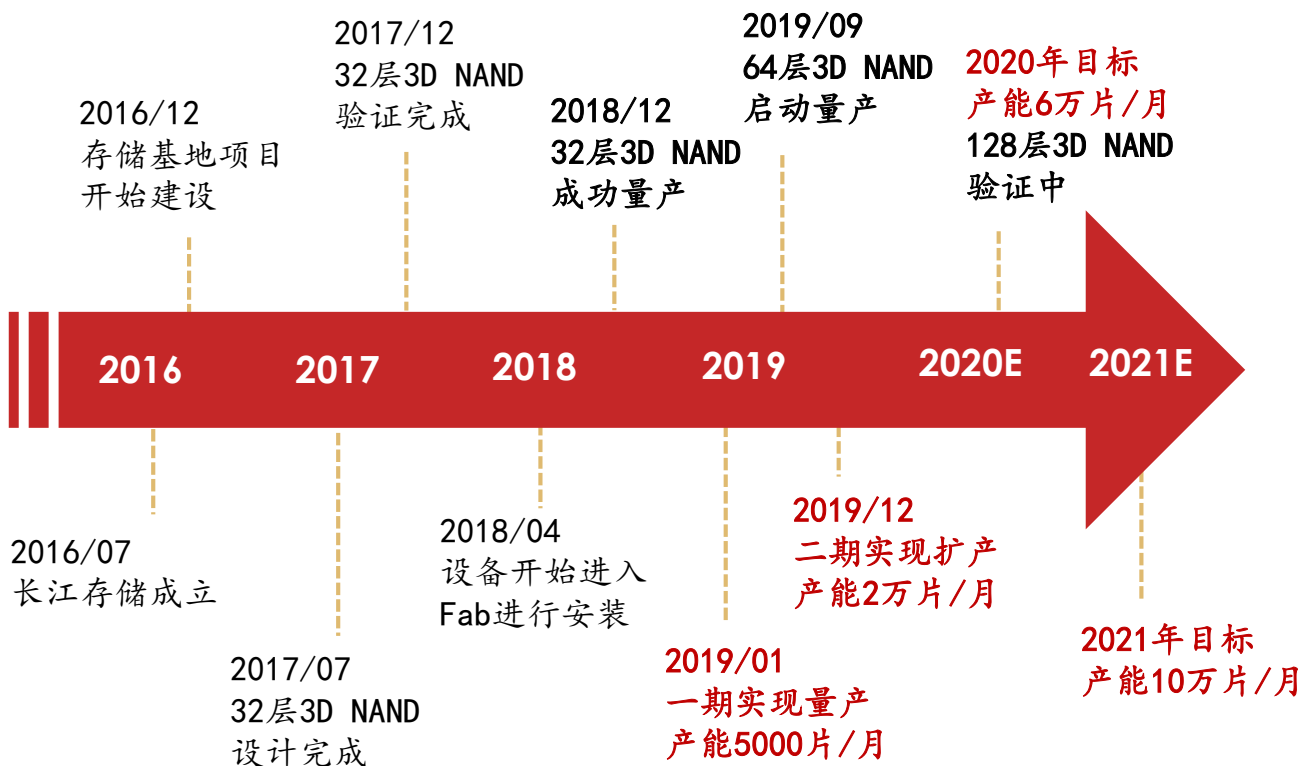 2016/12
存储基地项目
开始建设
2017/12
32层3D NAND
验证完成
2018/12
32层3D NAND
成功量产
2019/09
64层3D NAND
启动量产
2020年目标
产能6万片/月
128层3D NAND
验证中
2016
2017
2018
2019
2020E
2021E
2016/07
长江存储成立
2017/07
32层3D NAND
设计完成
2018/04
设备开始进入
Fab进行安装
2019/01
一期实现量产
产能5000片/月
2019/12
二期实现扩产
产能2万片/月
2021年目标
产能10万片/月